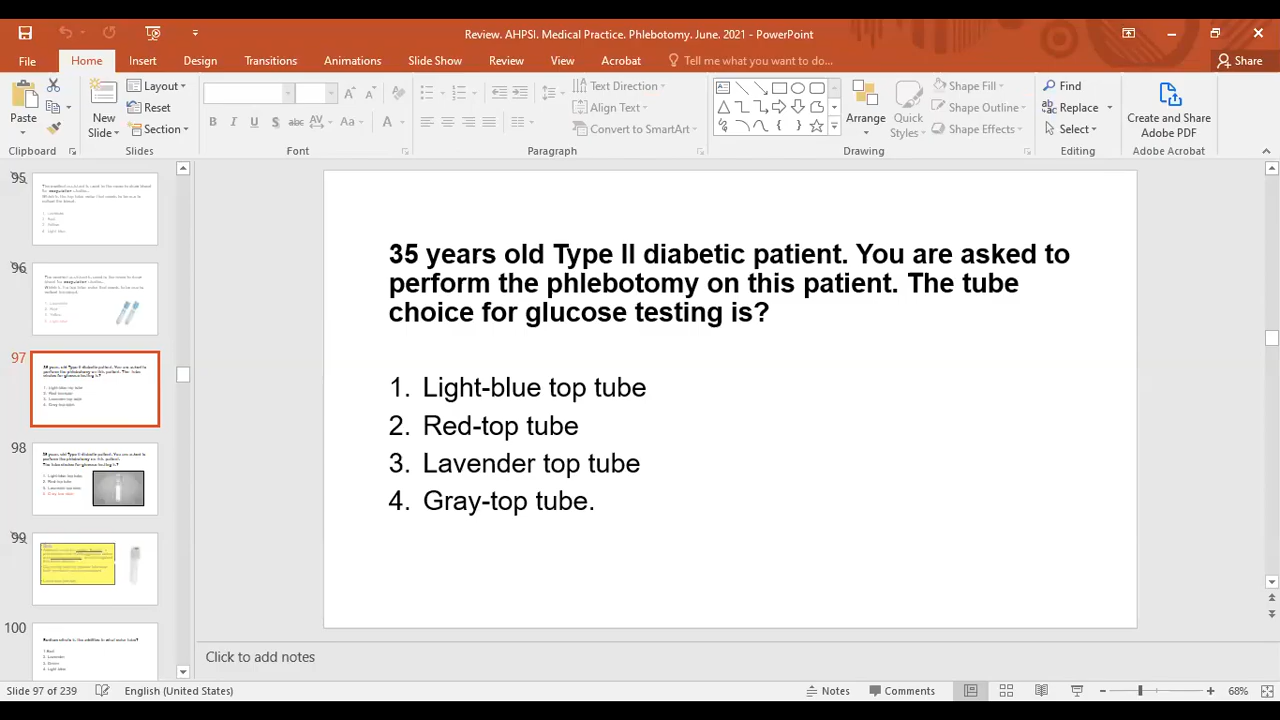 Review. AHPSI. Medical Practice. Phlebotomy. June. 2021 - PowerPoint
File Home Insert Design Transitions Animations Slide Show Review View Acrobat Tell me what you want to do... Share
Paste
Clipboard
New Slide
Layout
Reset
Section
Slides
B I U S abc AV Aa A
Font
Text Direction
Align Text
Convert to SmartArt
Paragraph
Arrange
Quick Styles
Shape Fill
Shape Outline
Shape Effects
Drawing
Find
Replace
Select
Editing
Create and Share Adobe PDF
Adobe Acrobat
95
96
97
98
99
100
35 years old Type II diabetic patient. You are asked to
perform the phlebotomy on this patient. The tube
choice for glucose testing is?
1. Light-blue top tube
2. Red-top tube
3. Lavender top tube
4. Gray-top tube.
Click to add notes
Slide 97 of 239 English (United States) Notes Comments 68%